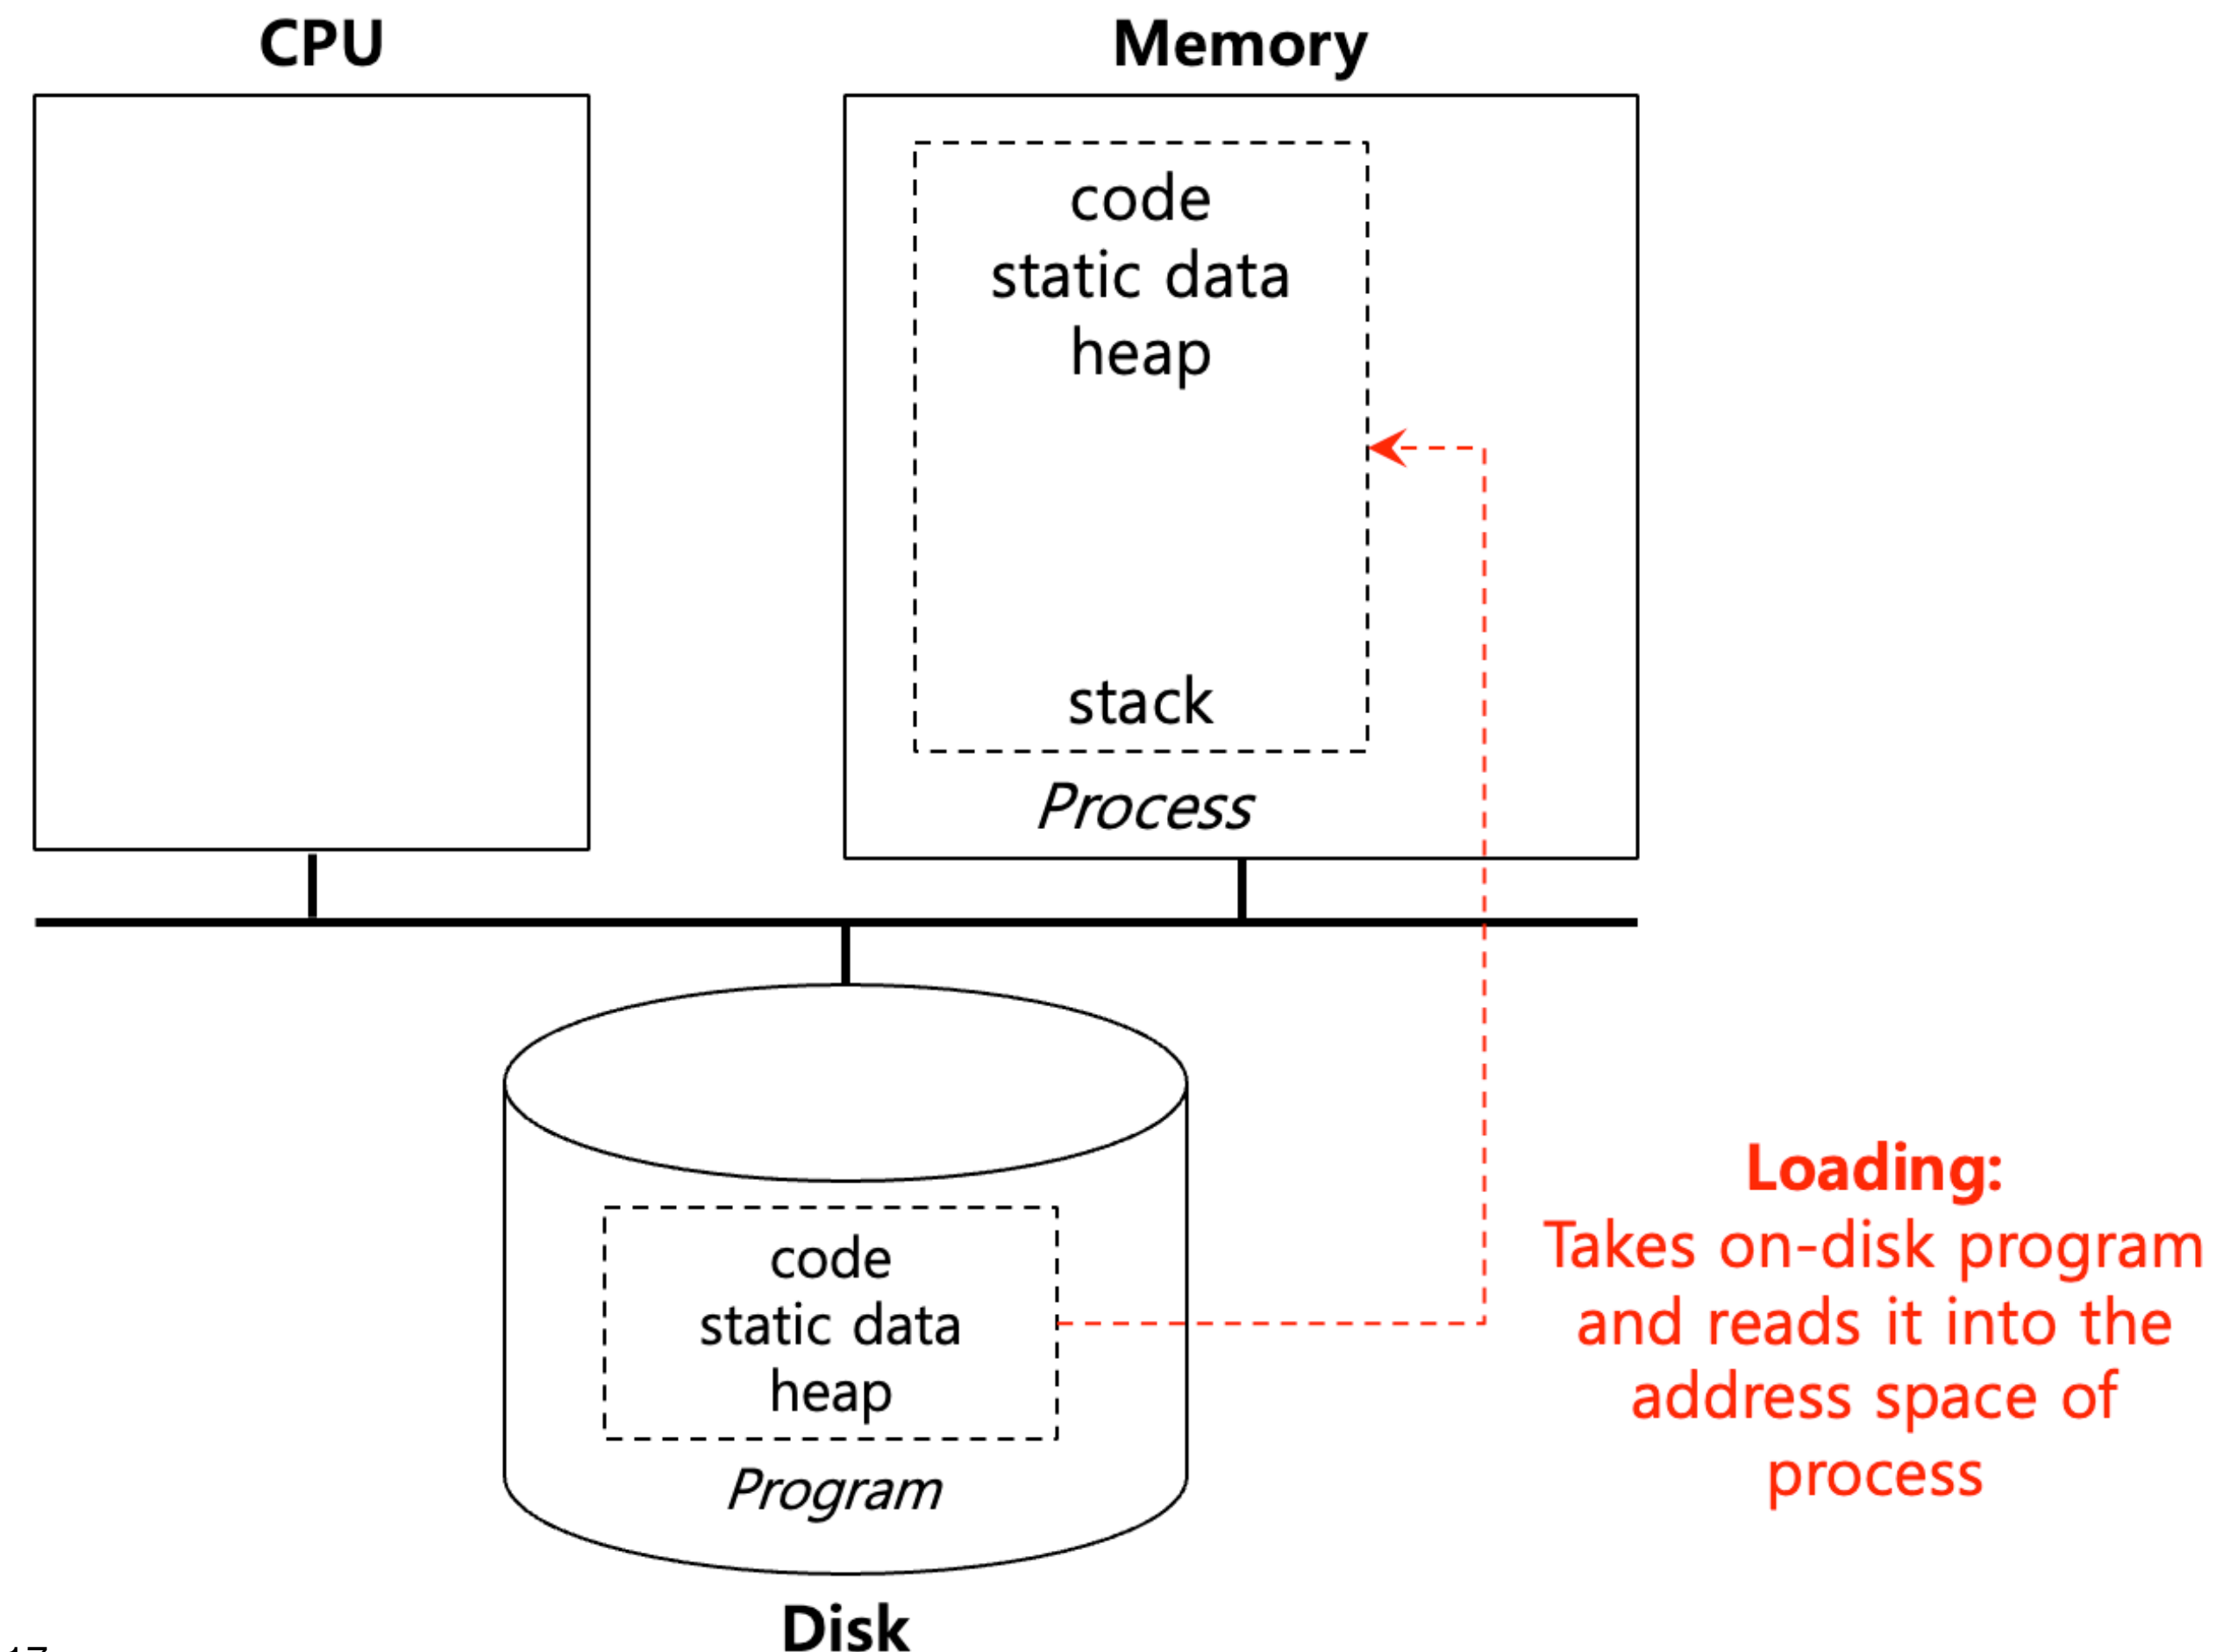 CPU
Memory
code
static data
heap
stack
Process
code
static data
heap
Program
Disk
Loading:
Takes on-disk program
and reads it into the
address space of
process